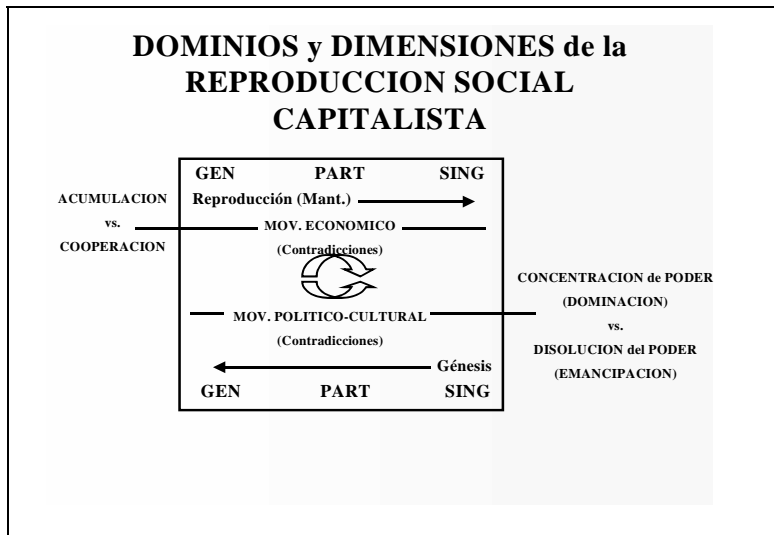 DOMINIOS y DIMENSIONES de la
REPRODUCCION SOCIAL
CAPITALISTA
GEN PART SING
Reproducción (Mant.)
ACUMULACION
vs.
COOPERACION
MOV. ECONOMICO
(Contradicciones)
MOV. POLITICO-CULTURAL
(Contradicciones)
CONCENTRACION de PODER
(DOMINACION)
vs.
DISOLUCION del PODER
(EMANCIPACION)
Génesis
GEN PART SING